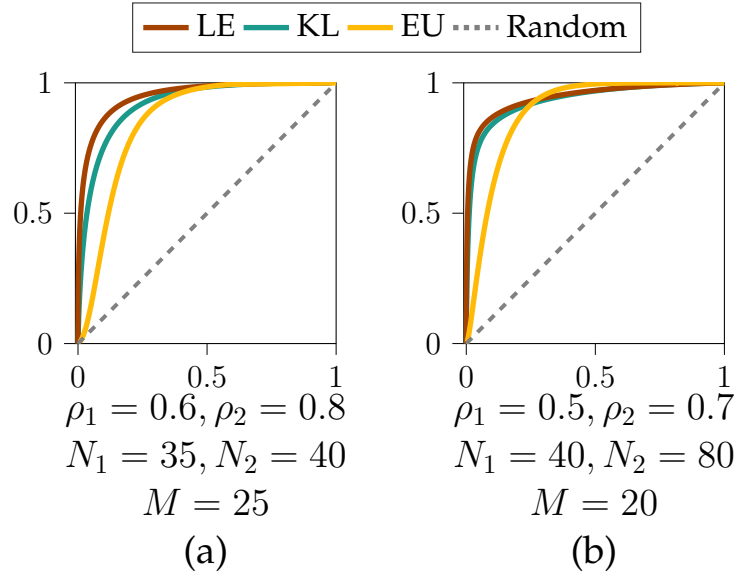 LE KL EU Random
1
0.5
0
0 0.5 1
ρ₁ = 0.6, ρ₂ = 0.8
N₁ = 35, N₂ = 40
M = 25
(a)
1
0.5
0
0 0.5 1
ρ₁ = 0.5, ρ₂ = 0.7
N₁ = 40, N₂ = 80
M = 20
(b)